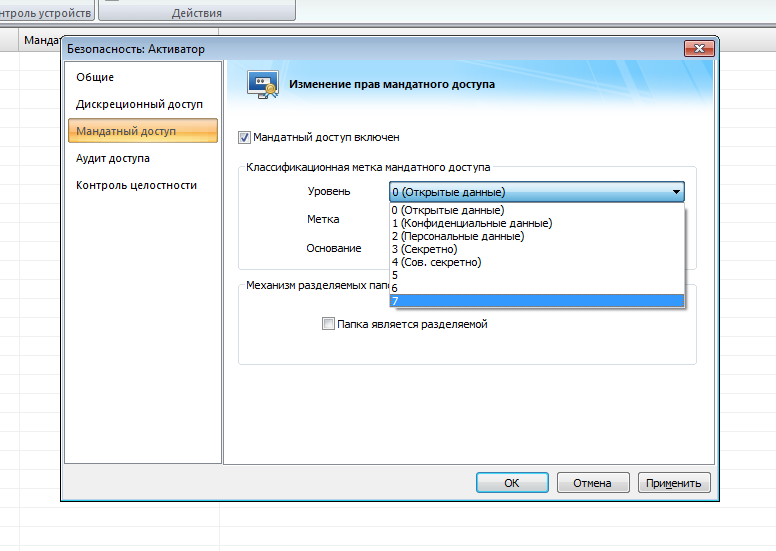 нтроль устройств
Действия
Мандат
Безопасность: Активатор
Общие
Дискреционный доступ
Мандатный доступ
Аудит доступа
Контроль целостности
Изменение прав мандатного доступа
Мандатный доступ включен
Классификационная метка мандатного доступа
Уровень
0 (Открытые данные)
0 (Открытые данные)
1 (Конфиденциальные данные)
2 (Персональные данные)
3 (Секретно)
4 (Сов. секретно)
5
6
7
Метка
Основание
Механизм разделяемых папо
Папка является разделяемой
ОК
Отмена
Применить